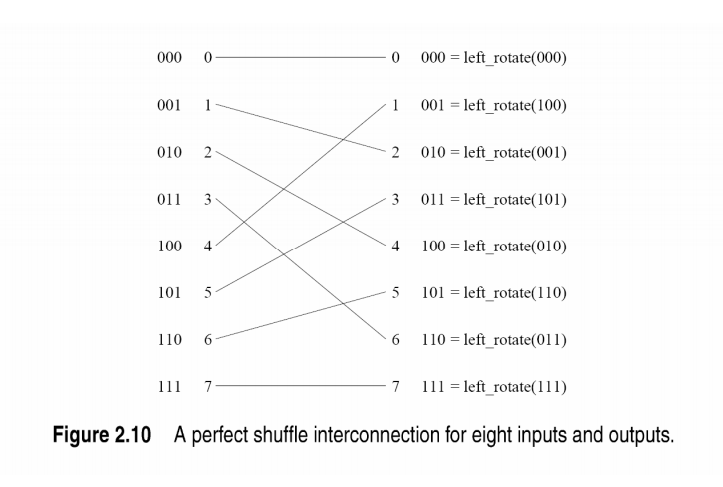 000 0 0 000 = left_rotate(000)
001 1 1 001 = left_rotate(100)
010 2 2 010 = left_rotate(001)
011 3 3 011 = left_rotate(101)
100 4 4 100 = left_rotate(010)
101 5 5 101 = left_rotate(110)
110 6 6 110 = left_rotate(011)
111 7 7 111 = left_rotate(111)
Figure 2.10 A perfect shuffle interconnection for eight inputs and outputs.